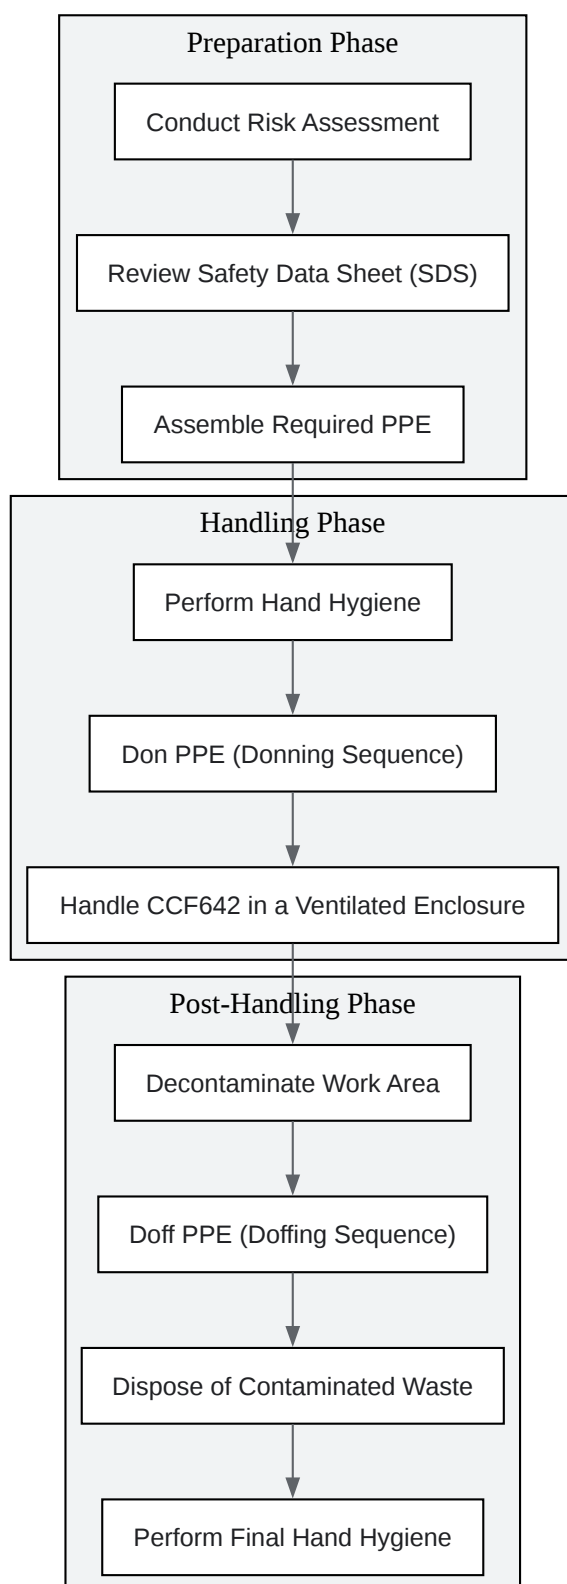 Preparation Phase
Conduct Risk Assessment
Review Safety Data Sheet (SDS)
Assemble Required PPE
Handling Phase
Perform Hand Hygiene
Don PPE (Donning Sequence)
Handle CCF642 in a Ventilated Enclosure
Post-Handling Phase
Decontaminate Work Area
Doff PPE (Doffing Sequence)
Dispose of Contaminated Waste
Perform Final Hand Hygiene